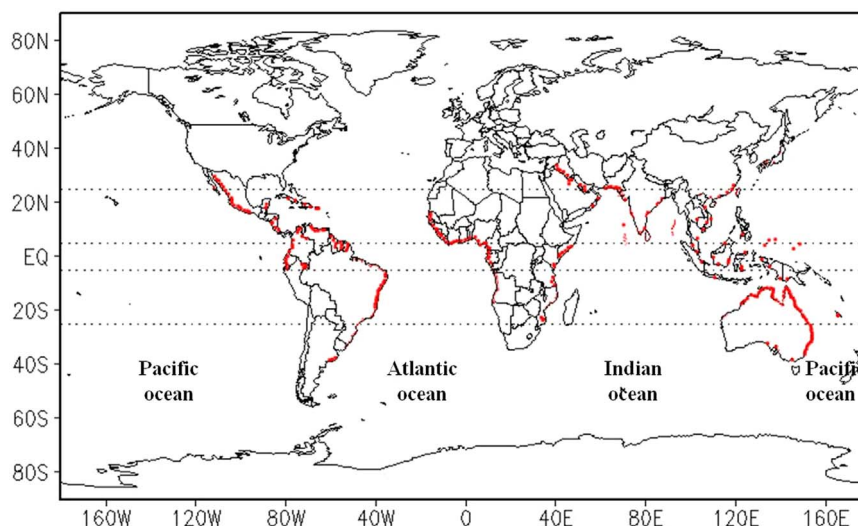 80N
60N
40N
20N
EQ
20S
40S
60S
80S
Pacific
ocean
Atlantic
ocean
Indian
ocean
Pacific
ocean
160W
120W
80W
40W
0
40E
80E
120E
160E